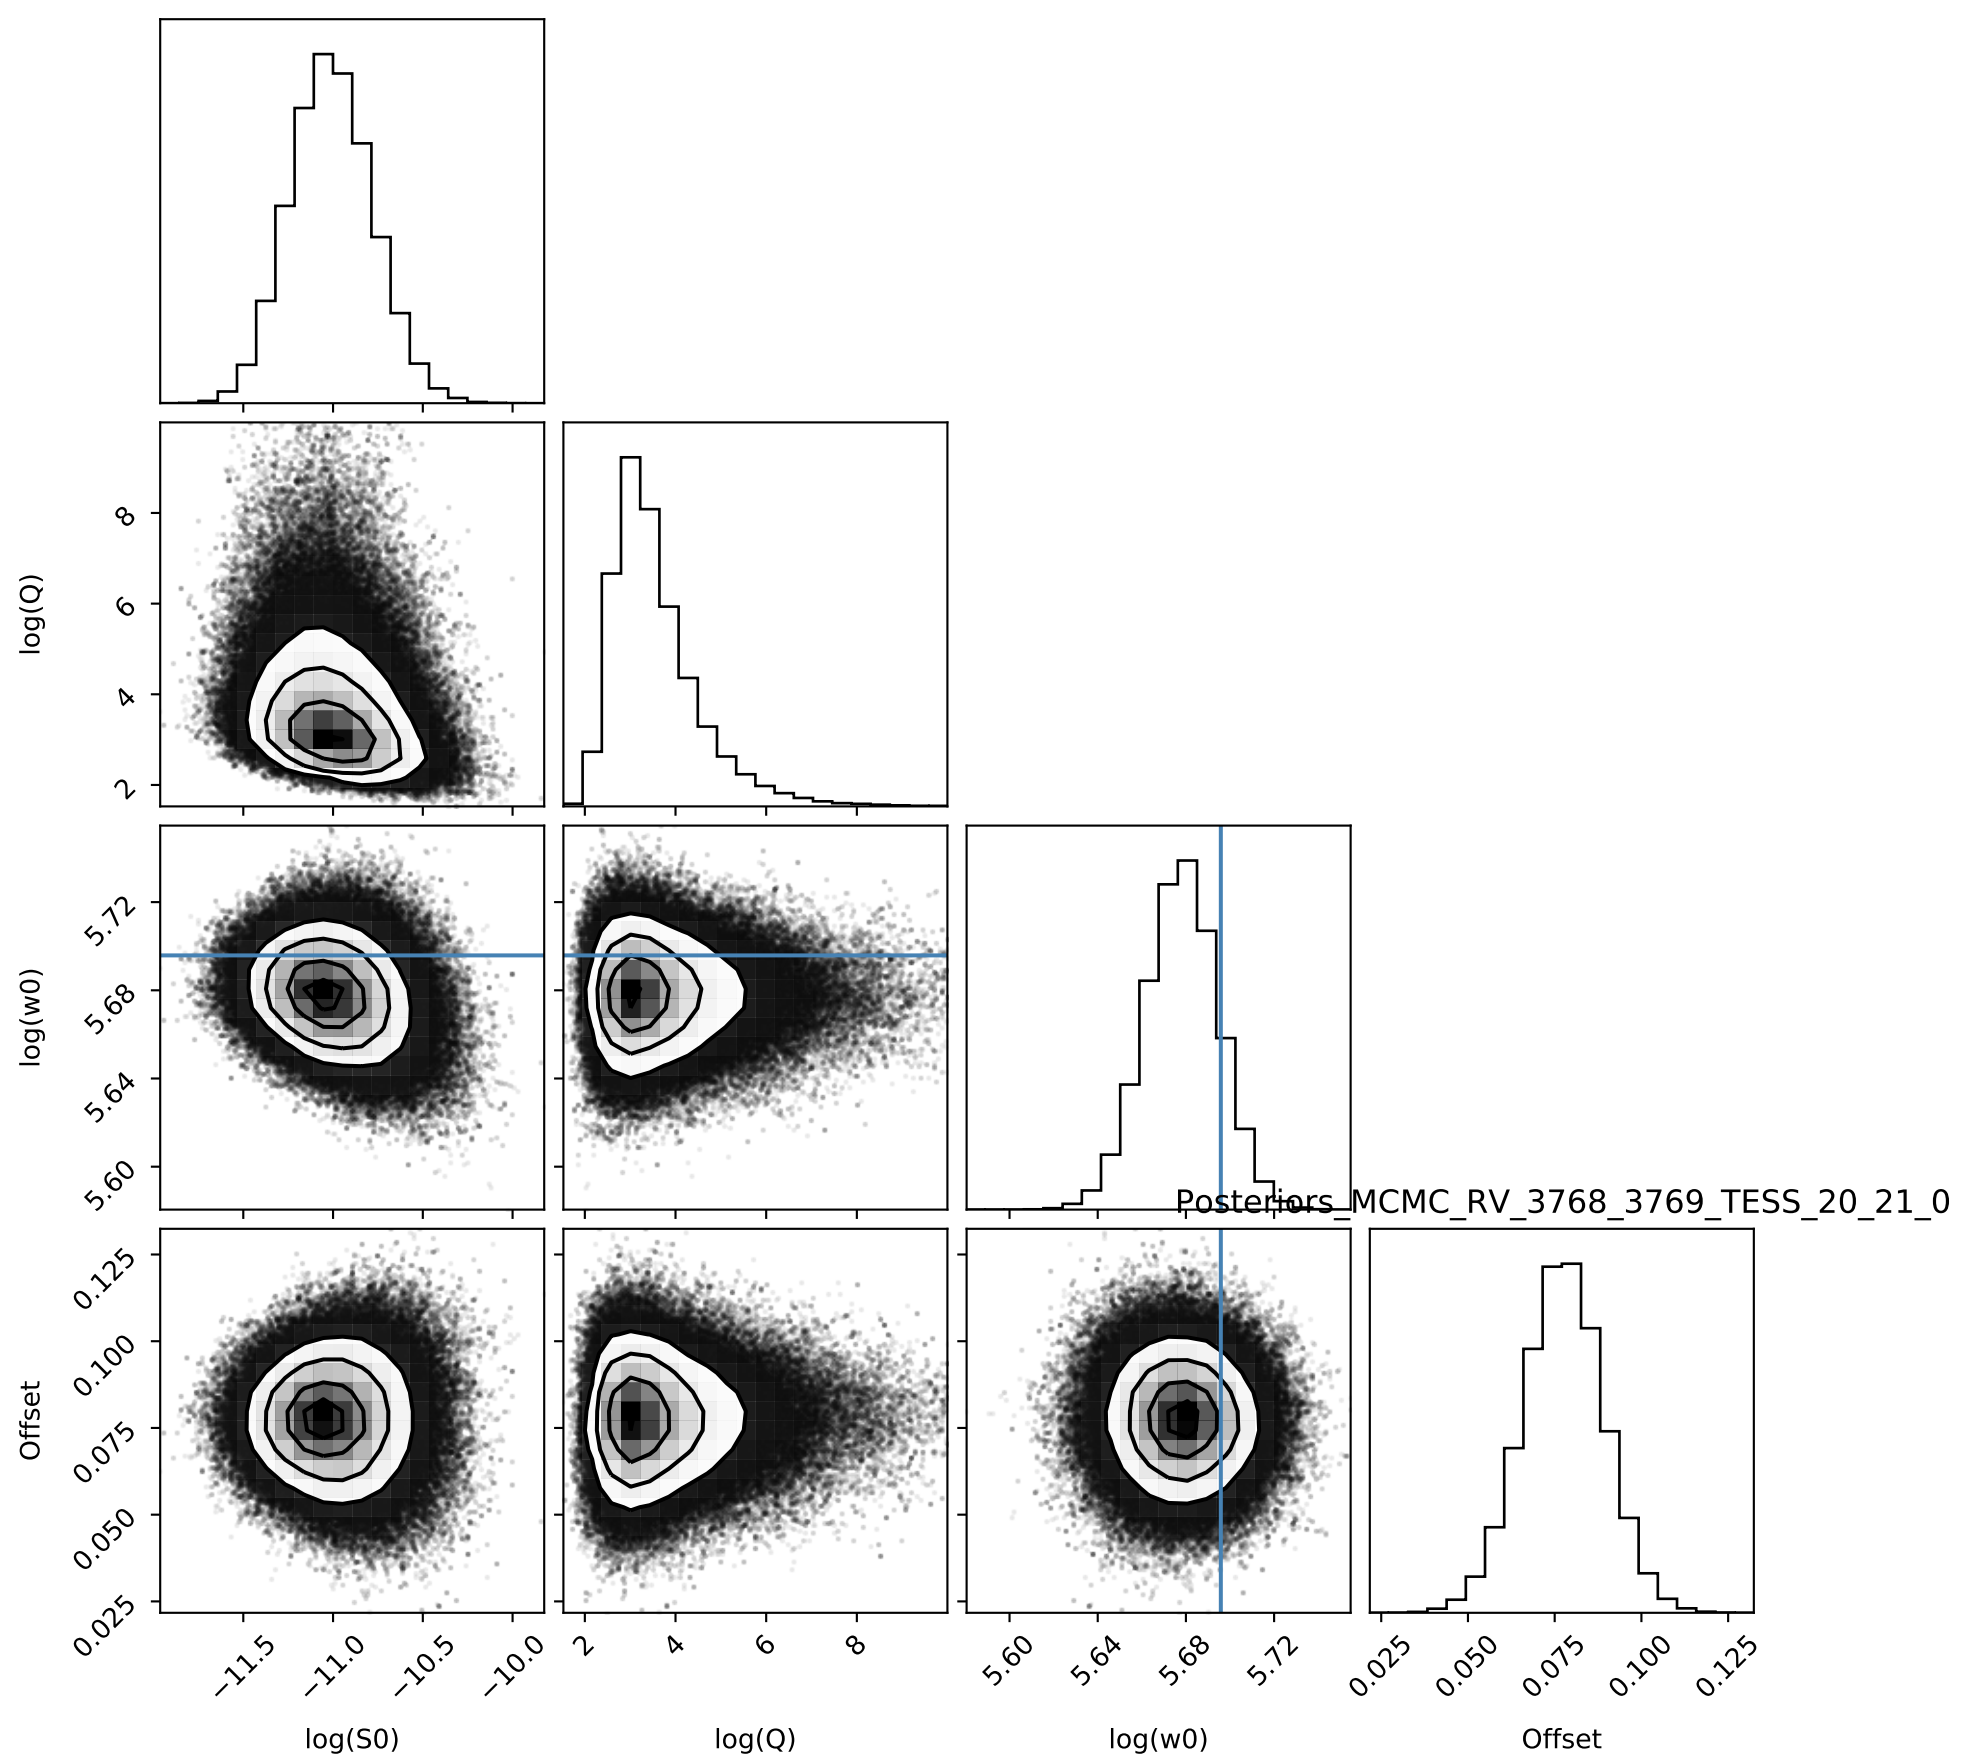 8
6
4
2
log(Q)
5.72
5.68
5.64
5.60
log(w0)
Posteriors_MCMC_RV_3768_3769_TESS_20_21_0
0.125
0.100
0.075
0.050
0.025
Offset
−11.5 −11.0 −10.5 −10.0 2 4 6 8 5.60 5.64 5.68 5.72 0.025 0.050 0.075 0.100 0.125
log(S0) log(Q) log(w0) Offset